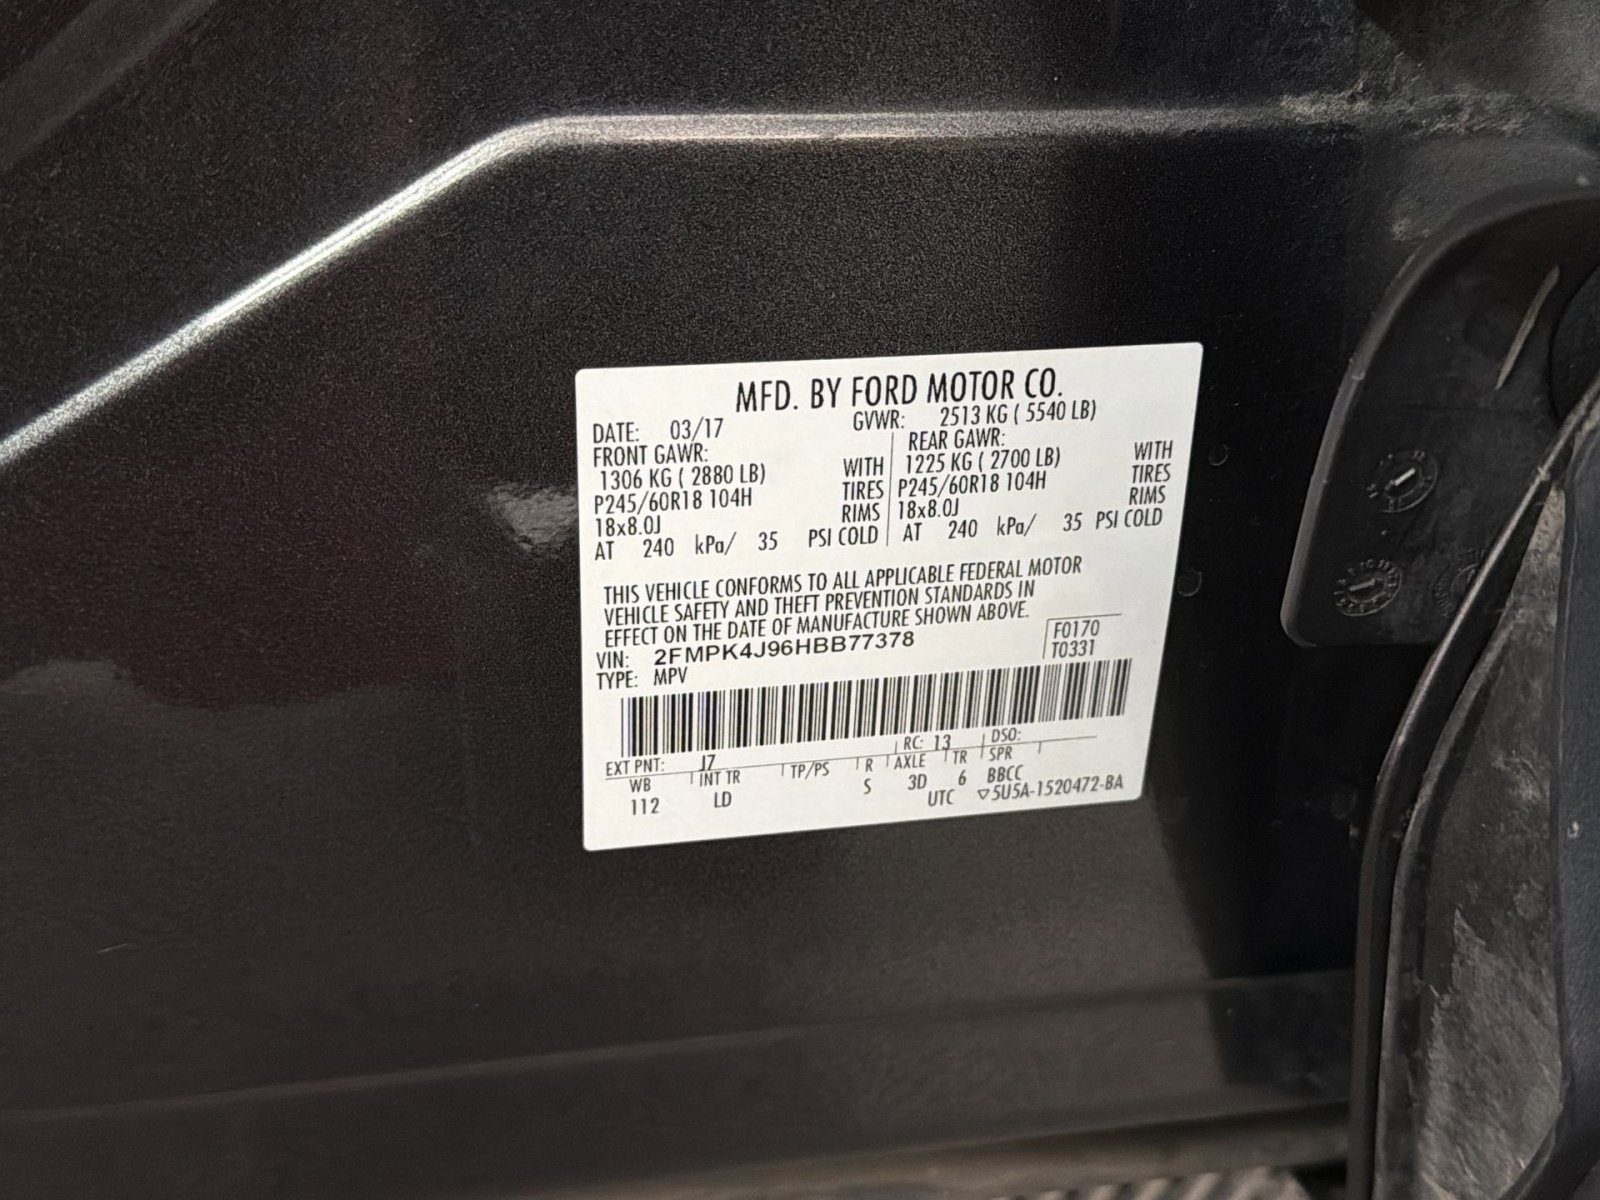 MFD. BY FORD MOTOR CO.
DATE: 03/17 GVWR: 2513 KG ( 5540 LB)
FRONT GAWR: REAR GAWR:
1306 KG ( 2880 LB) WITH 1225 KG ( 2700 LB) WITH
P245/60R18 104H TIRES P245/60R18 104H TIRES
18x8.0J RIMS 18x8.0J RIMS
AT 240 kPa/ 35 PSI COLD AT 240 kPa/ 35 PSI COLD
THIS VEHICLE CONFORMS TO ALL APPLICABLE FEDERAL MOTOR
VEHICLE SAFETY AND THEFT PREVENTION STANDARDS IN
EFFECT ON THE DATE OF MANUFACTURE SHOWN ABOVE.
VIN: 2FMPK4J96HBB77378 F0170
TYPE: MPV T0331
EXT PNT: J7 RC: 13 DSO:
WB INT TR TP/PS R AXLE TR SPR
112 LD S 3D 6 BBCC
UTC ▽5U5A-1520472-BA